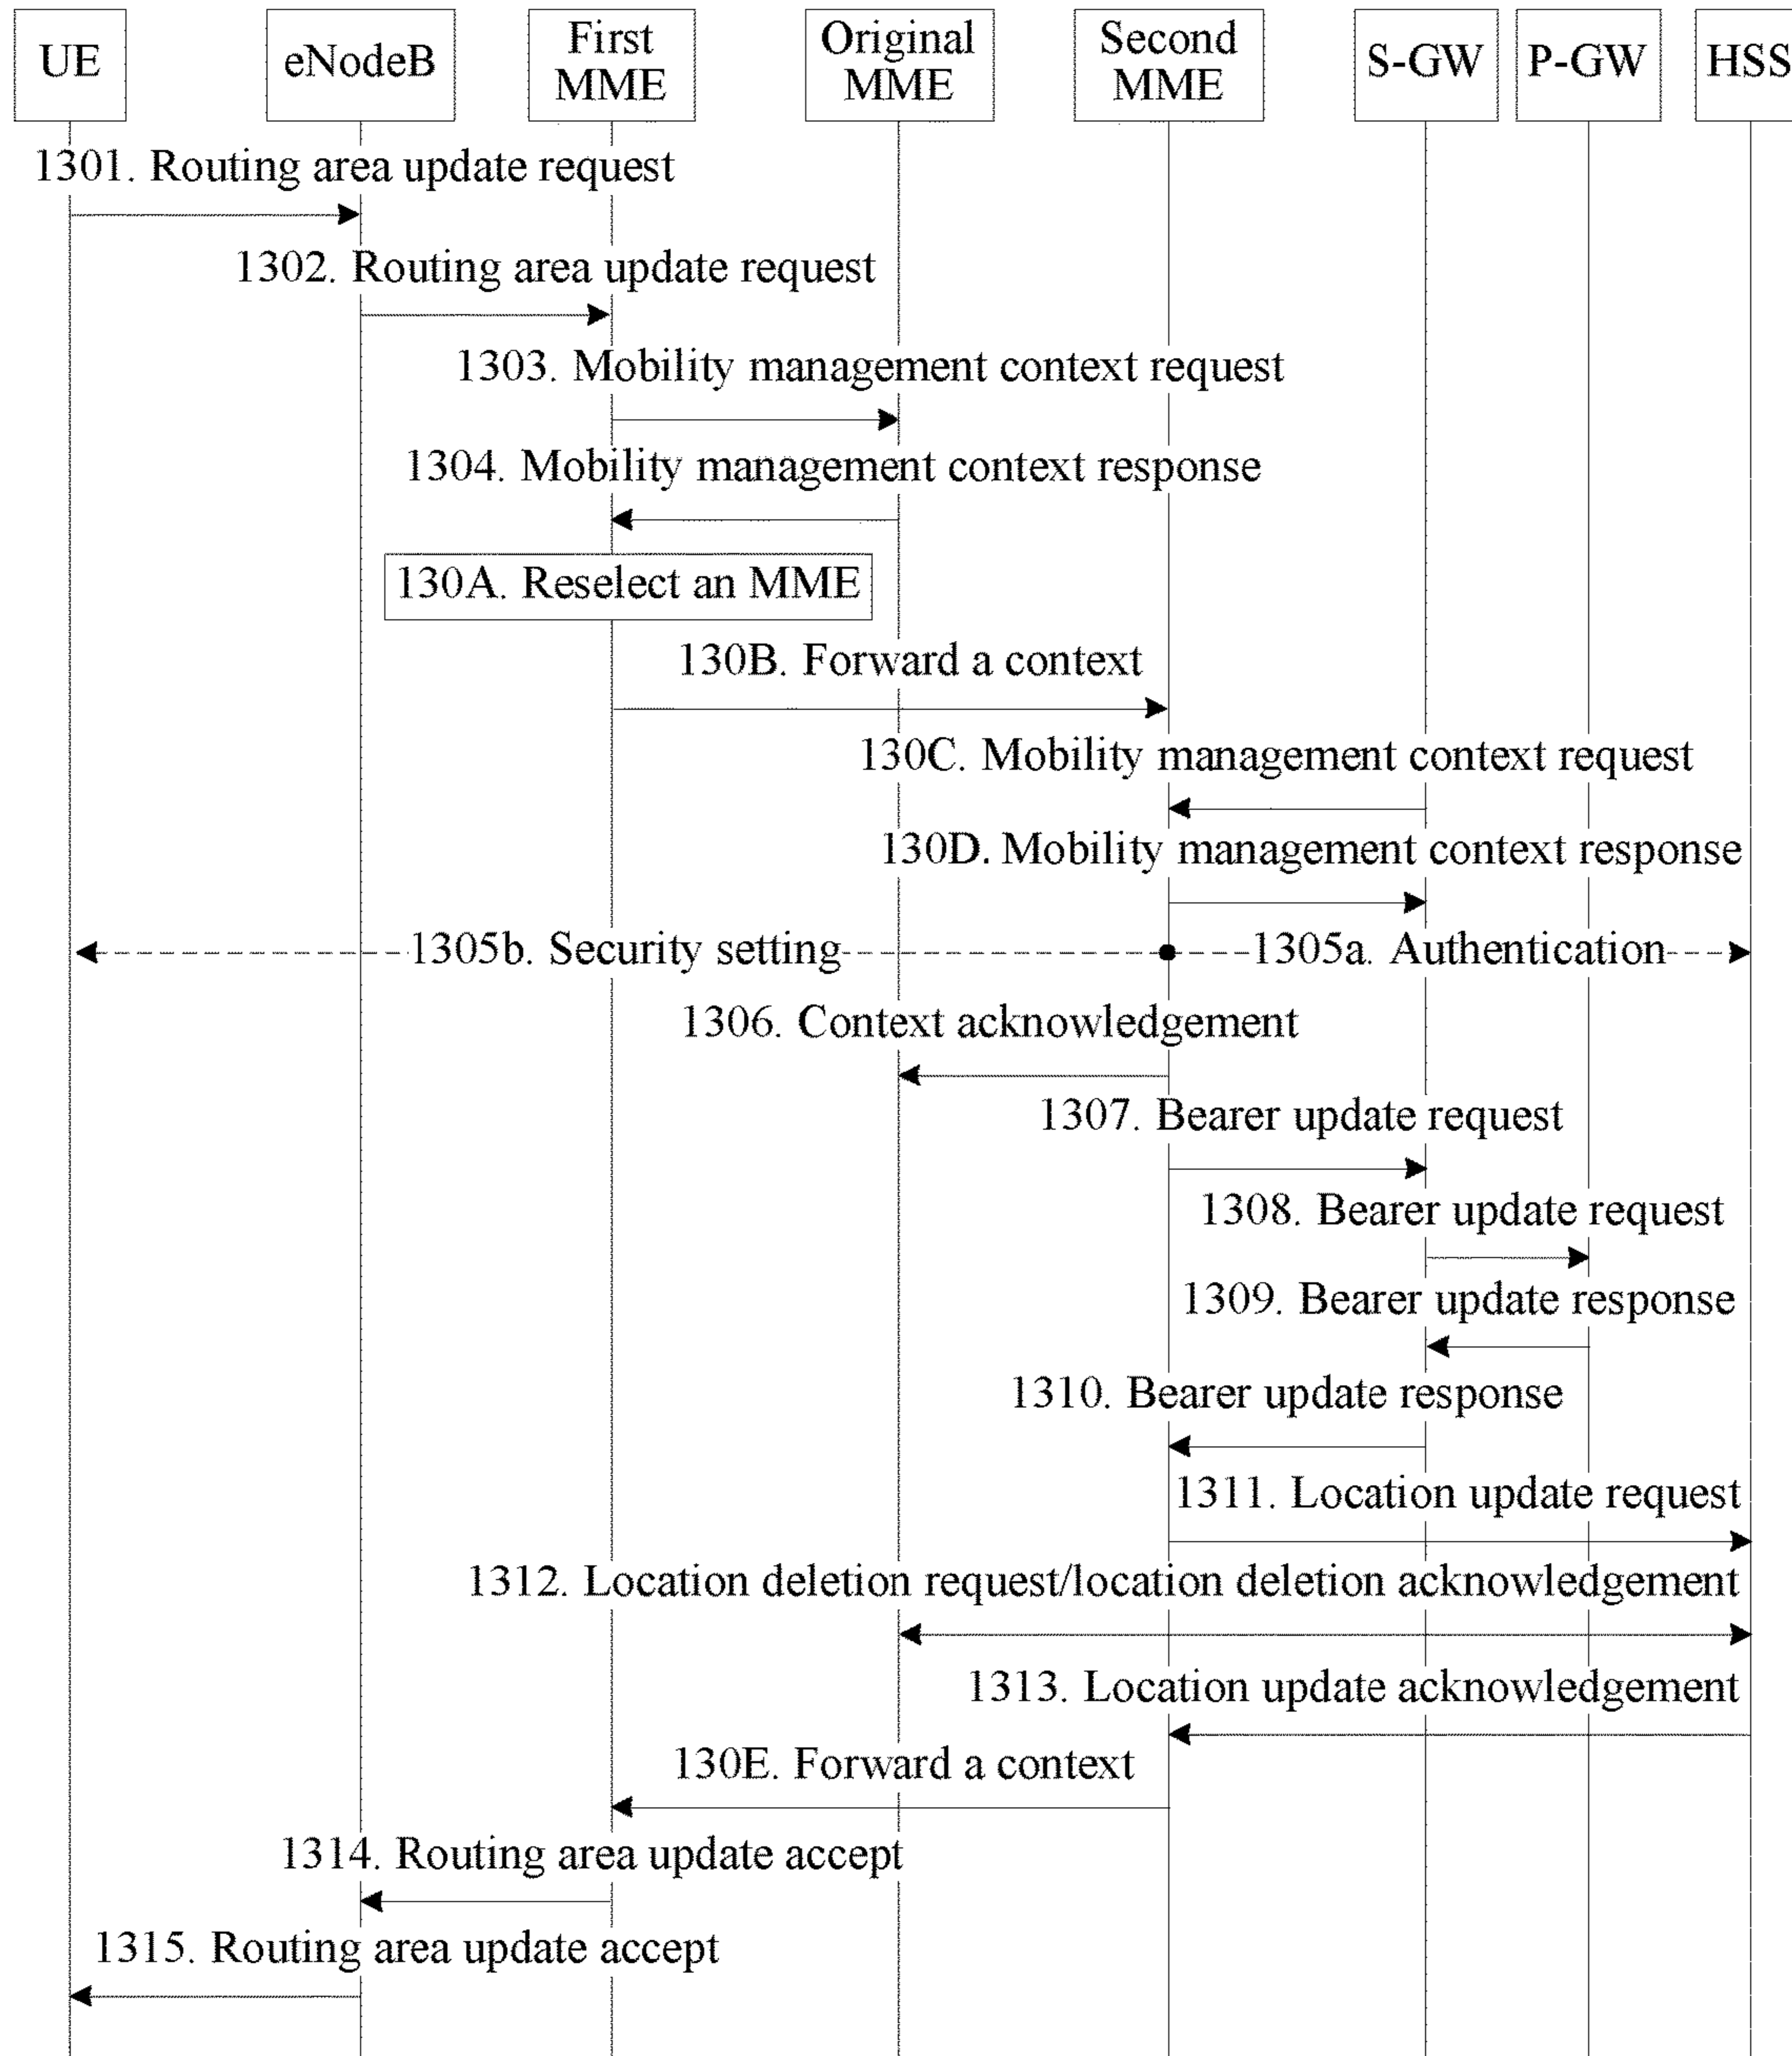 UE
eNodeB
First
MME
Original
MME
Second
MME
S-GW
P-GW
HSS
1301. Routing area update request
1302. Routing area update request
1303. Mobility management context request
1304. Mobility management context response
130A. Reselect an MME
130B. Forward a context
130C. Mobility management context request
130D. Mobility management context response
1305b. Security setting
1305a. Authentication
1306. Context acknowledgement
1307. Bearer update request
1308. Bearer update request
1309. Bearer update response
1310. Bearer update response
1311. Location update request
1312. Location deletion request/location deletion acknowledgement
1313. Location update acknowledgement
130E. Forward a context
1314. Routing area update accept
1315. Routing area update accept